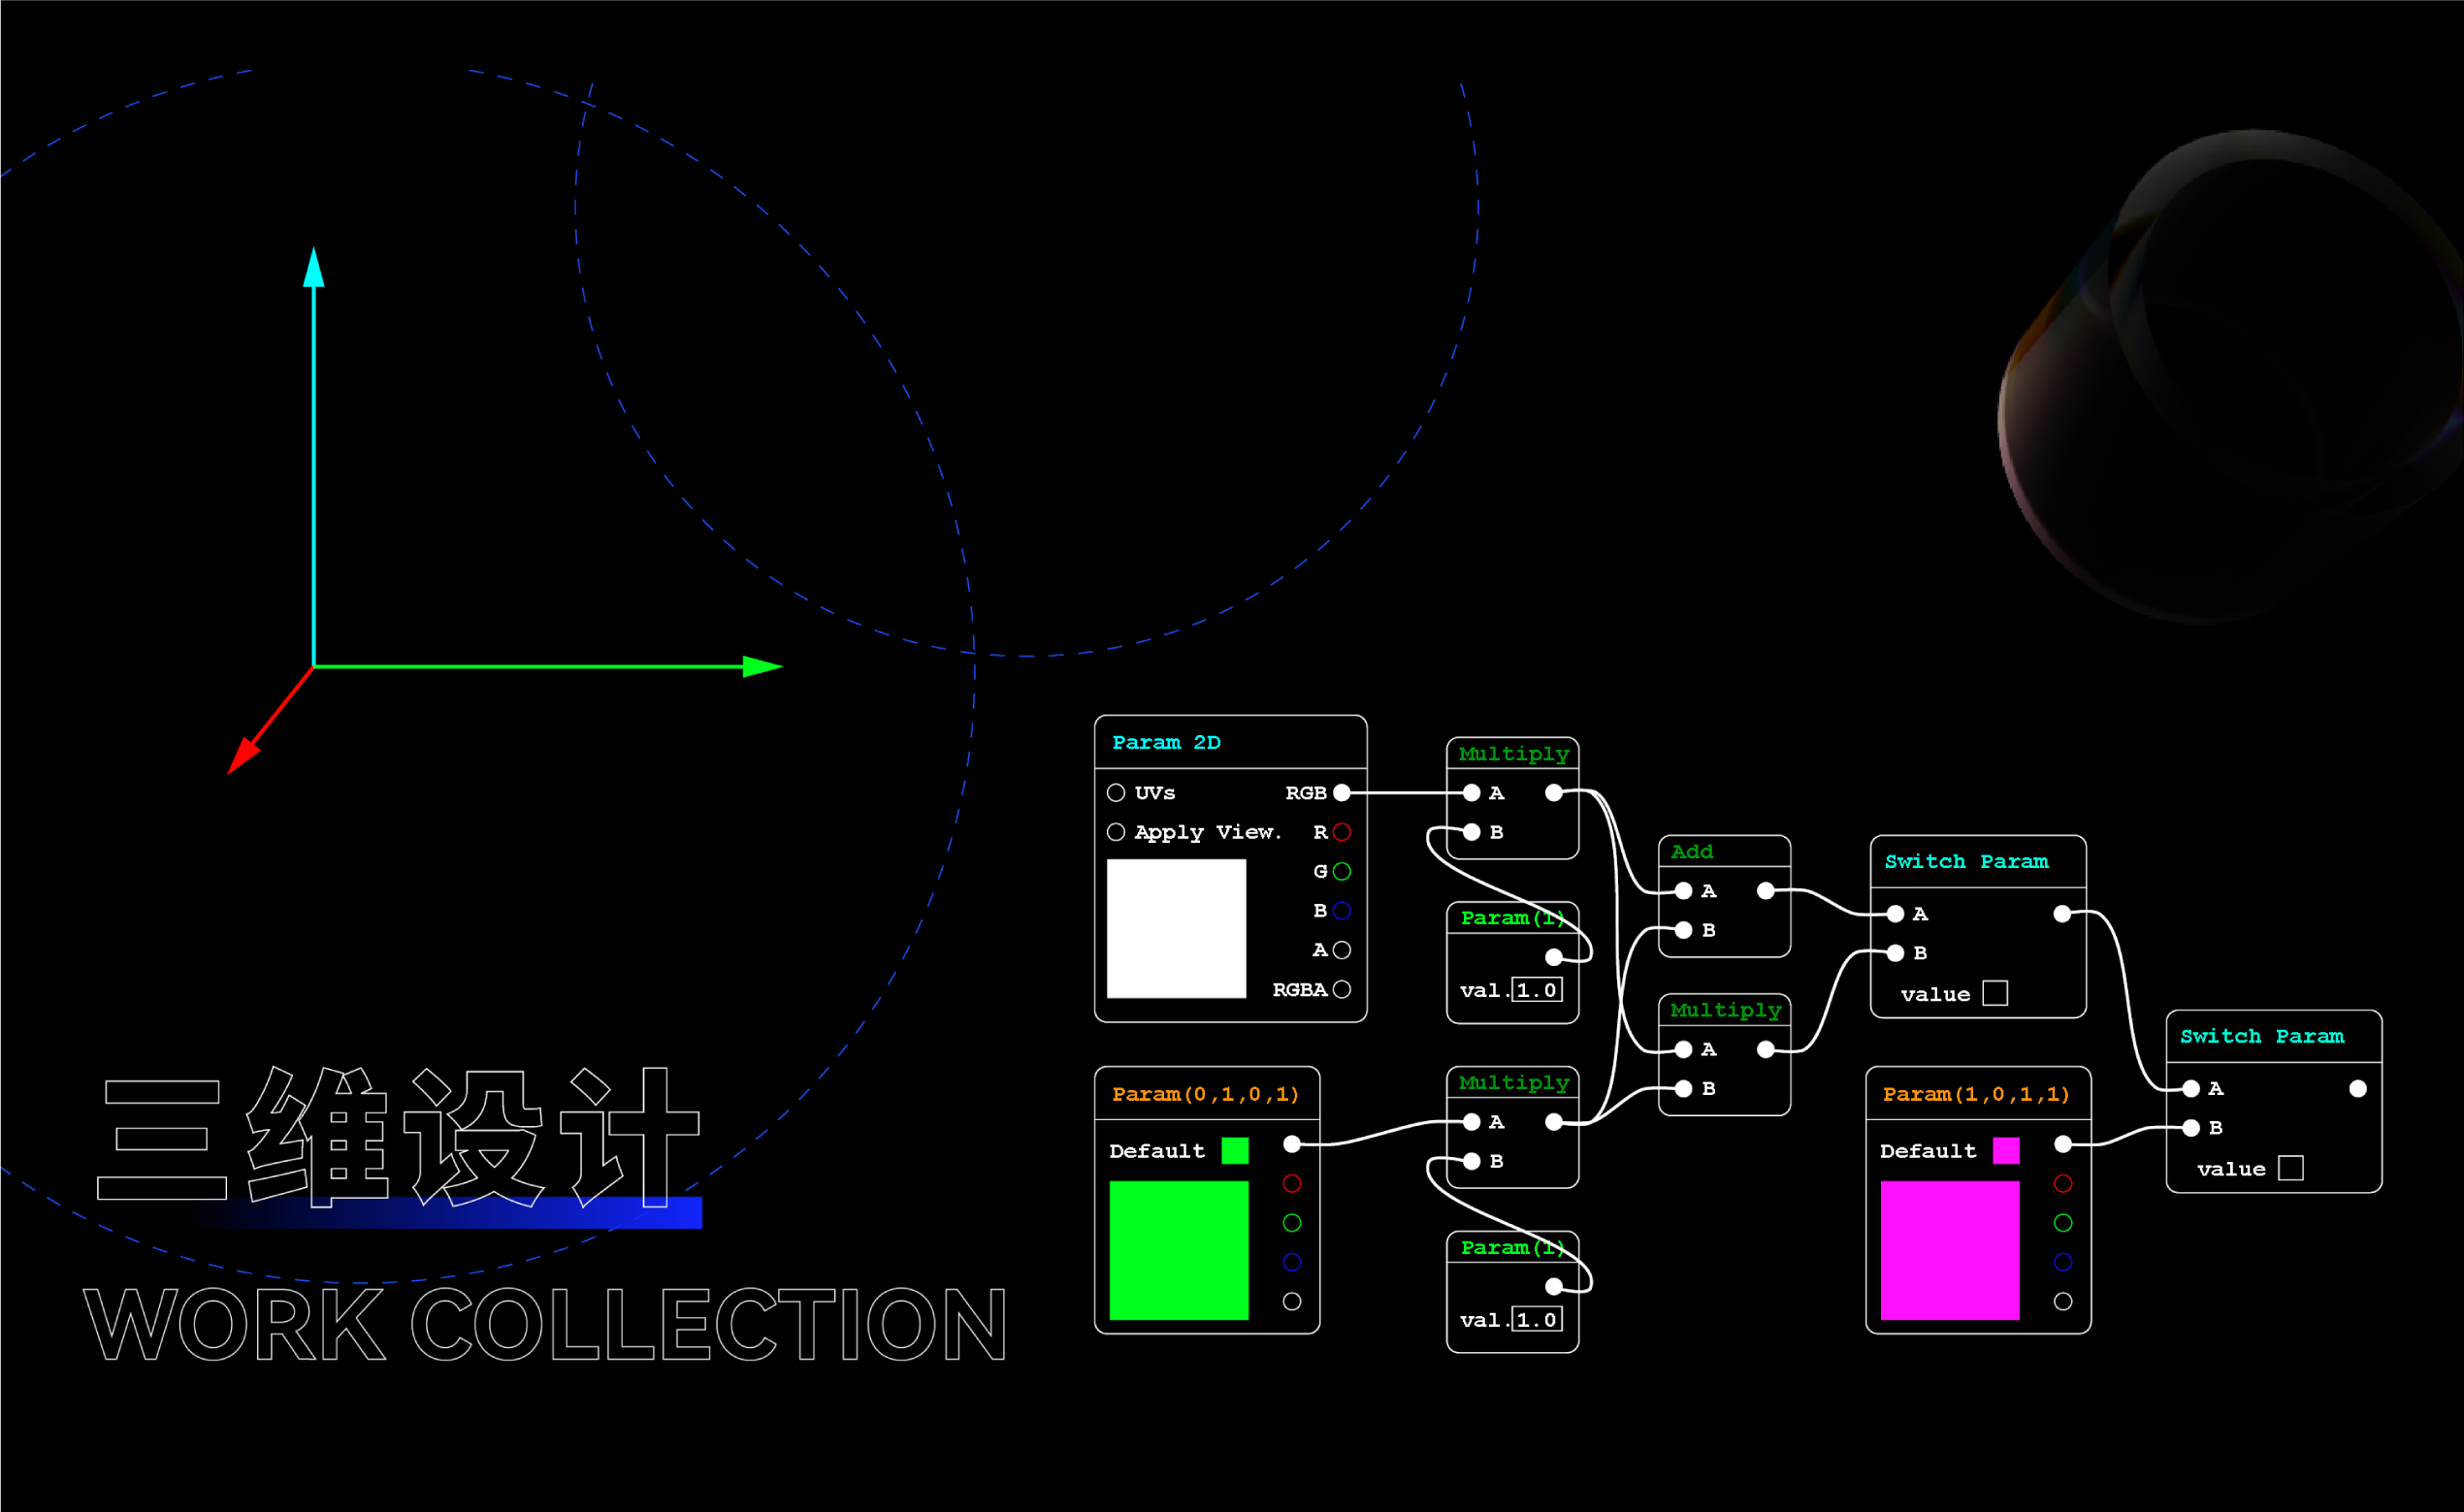 三维设计
WORK COLLECTION
Param 2D
UVs RGB
Apply View. R
G
B
A
RGBA
Multiply
A
B
Param(1)
val. 1.0
Add
A
B
Multiply
A
B
Switch Param
A
B
value
Switch Param
A
B
value
Param(0,1,0,1)
Default
Multiply
A
B
Param(1)
val. 1.0
Param(1,0,1,1)
Default